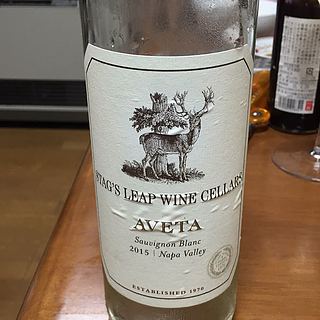 STAG'S LEAP WINE CELLARS
AVETA
Sauvignon Blanc
2015 | Napa Valley
ESTABLISHED 1970